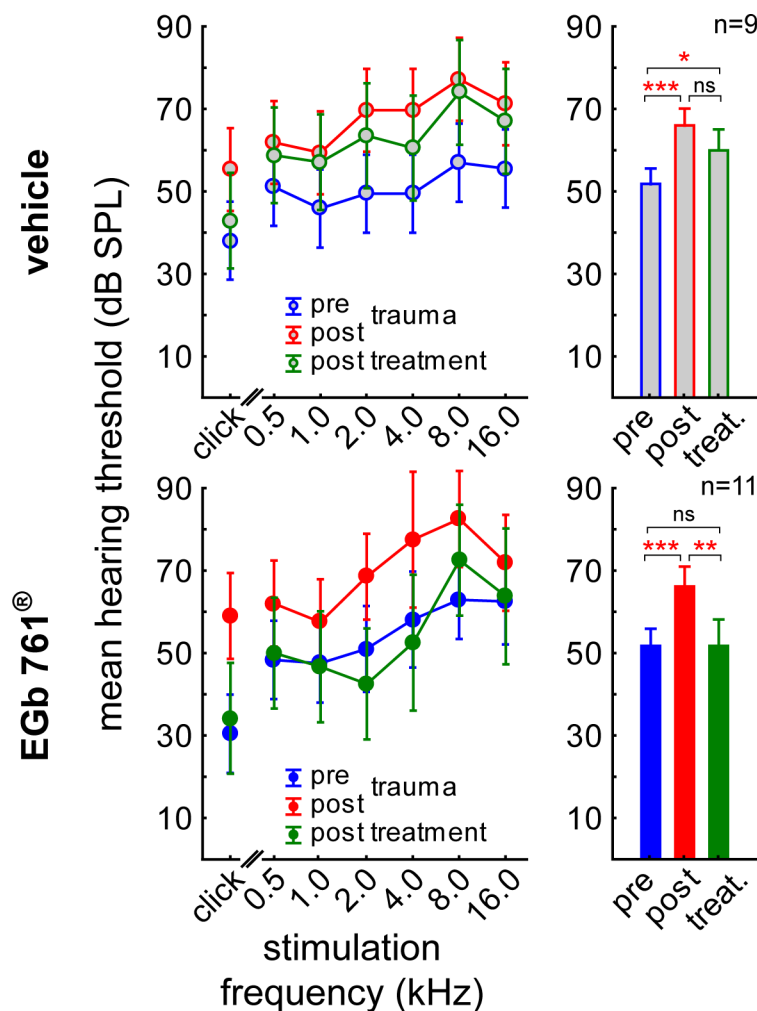 vehicle
EGb 761®
mean hearing threshold (dB SPL)
90
70
50
30
10
pre
post
trauma
post treatment
click
0.5
1.0
2.0
4.0
8.0
16.0
n=9
90
70
50
30
10
*
***
ns
pre
post
treat.
90
70
50
30
10
pre
post
trauma
post treatment
click
0.5
1.0
2.0
4.0
8.0
16.0
stimulation
frequency (kHz)
n=11
90
70
50
30
10
ns
***
**
pre
post
treat.